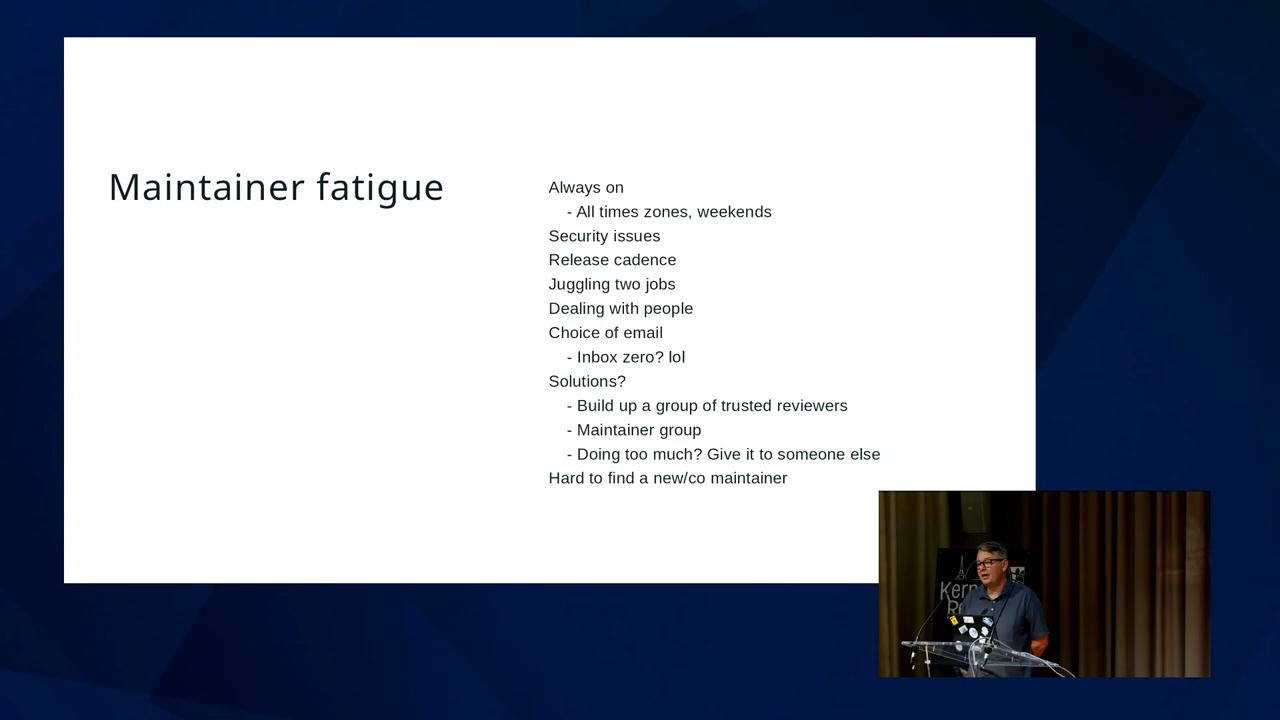 Maintainer fatigue
Always on
- All times zones, weekends
Security issues
Release cadence
Juggling two jobs
Dealing with people
Choice of email
- Inbox zero? lol
Solutions?
- Build up a group of trusted reviewers
- Maintainer group
- Doing too much? Give it to someone else
Hard to find a new/co maintainer